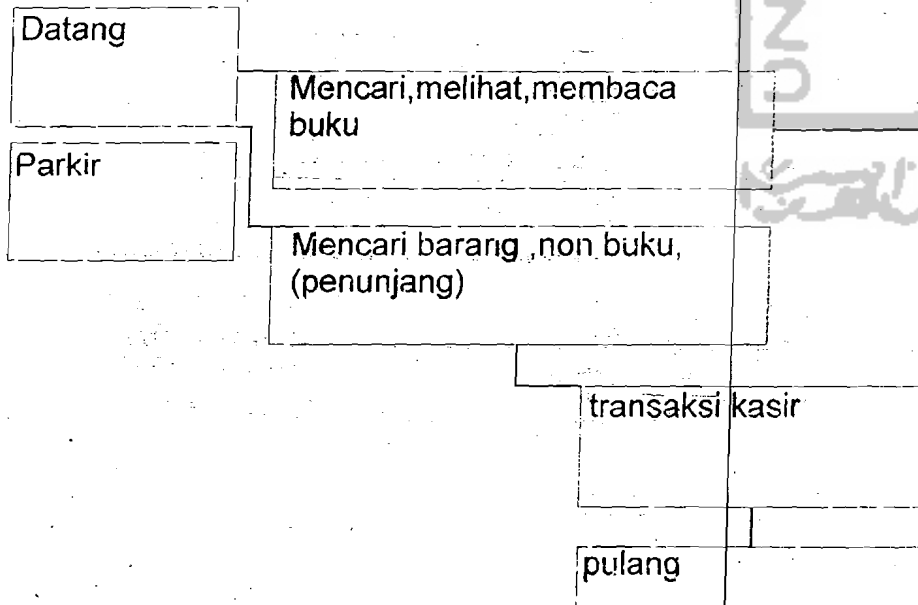 Datang
Mencari,melihat,membaca
buku
Parkir
Mencari barang ,non buku,
(penunjang)
transaksi kasir
pulang